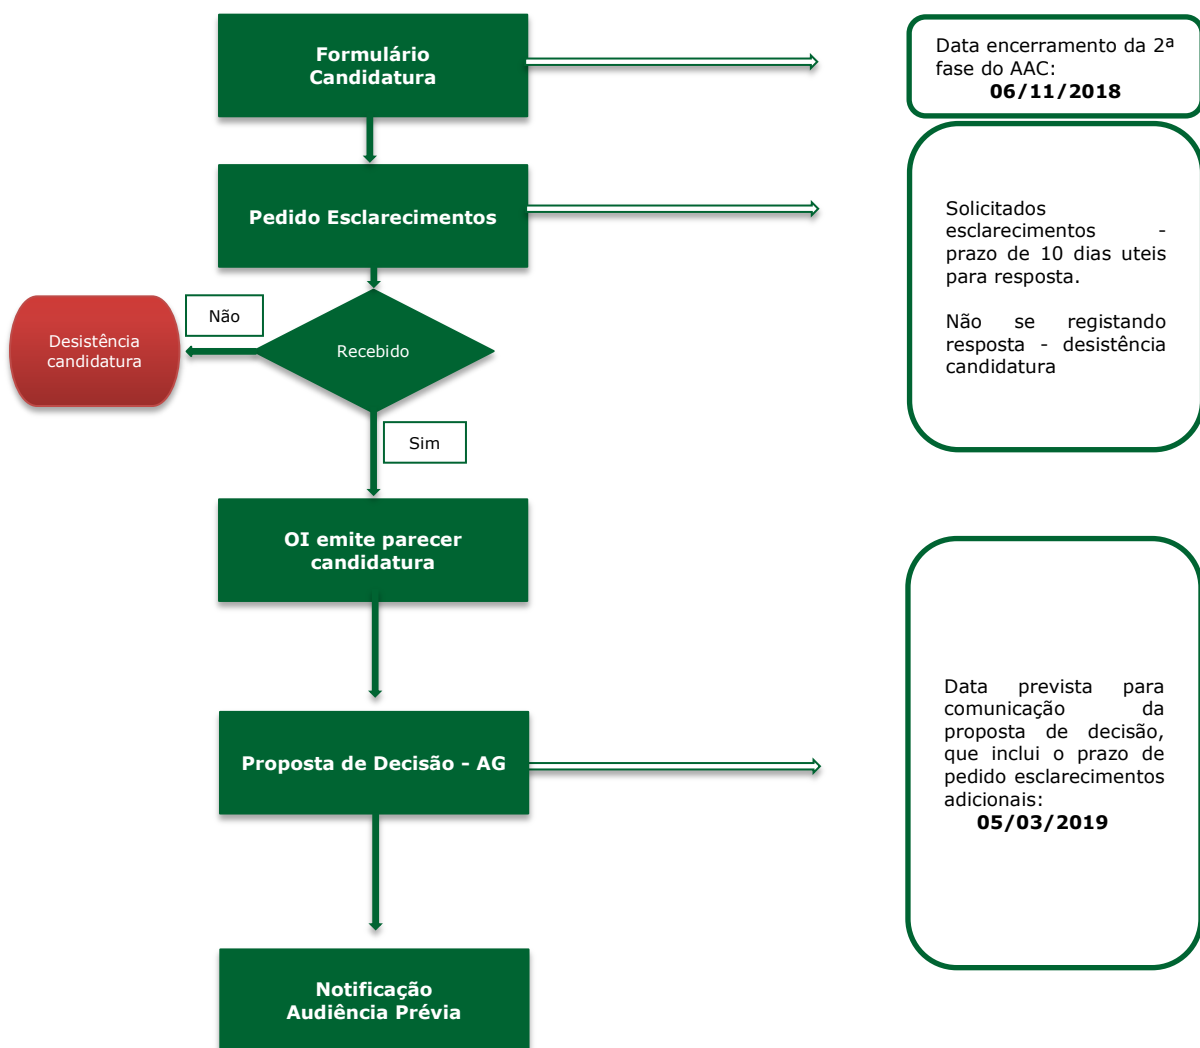 Formulário
Candidatura
Data encerramento da 2ª
fase do AAC:
06/11/2018
Pedido Esclarecimentos
Solicitados
esclarecimentos -
prazo de 10 dias uteis
para resposta.
Não se registando
resposta - desistência
candidatura
Não
Desistência
candidatura
Recebido
Sim
OI emite parecer
candidatura
Proposta de Decisão - AG
Data prevista para
comunicação da
proposta de decisão,
que inclui o prazo de
pedido esclarecimentos
adicionais:
05/03/2019
Notificação
Audiência Prévia